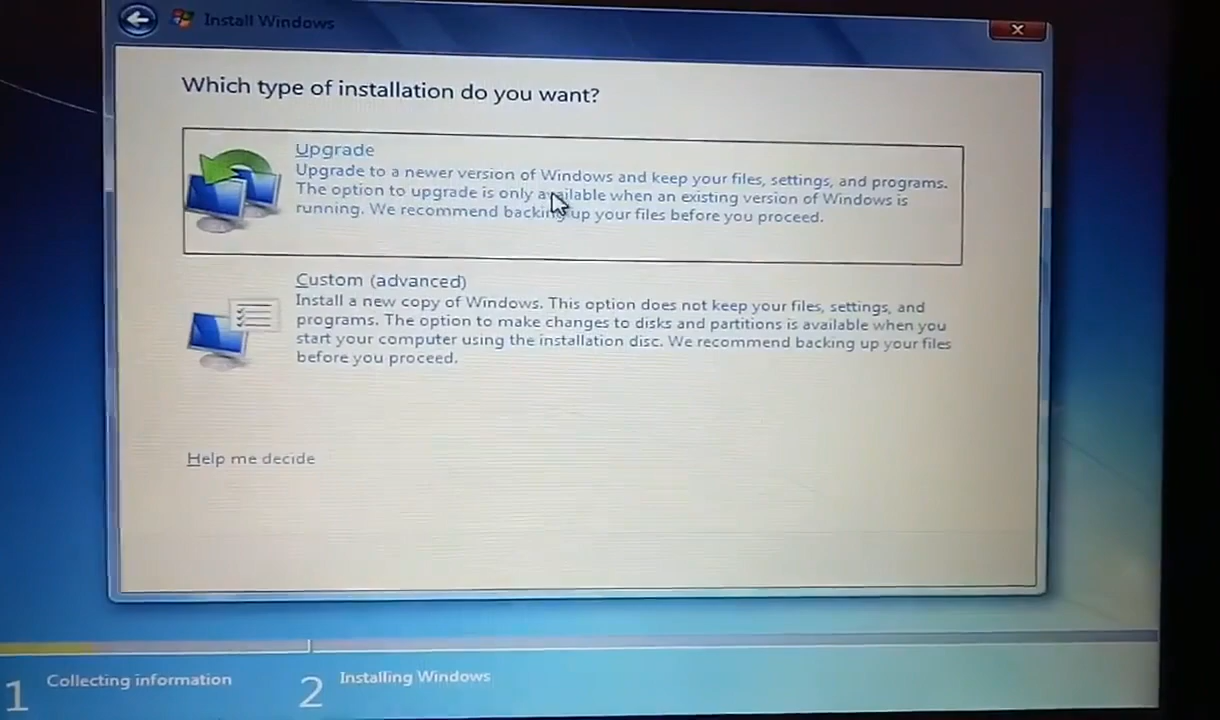 Install Windows
Which type of installation do you want?
Upgrade
Upgrade to a newer version of Windows and keep your files, settings, and programs.
The option to upgrade is only available when an existing version of Windows is
running. We recommend backing up your files before you proceed.
Custom (advanced)
Install a new copy of Windows. This option does not keep your files, settings, and
programs. The option to make changes to disks and partitions is available when you
start your computer using the installation disc. We recommend backing up your files
before you proceed.
Help me decide
1 Collecting information
2 Installing Windows